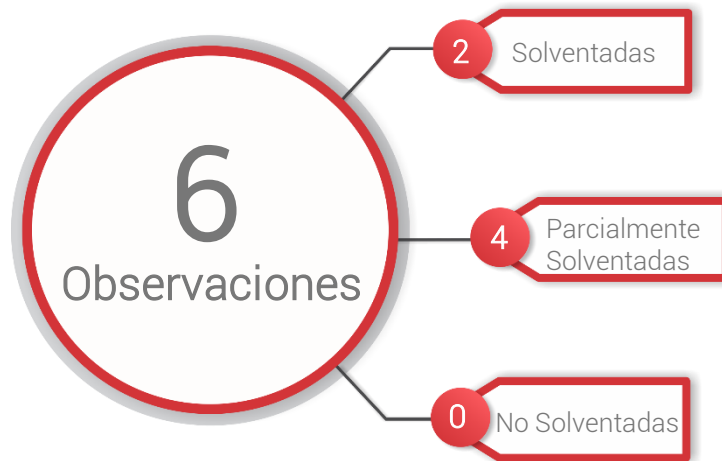 6
Observaciones
2
Solventadas
4
Parcialmente
Solventadas
0
No Solventadas